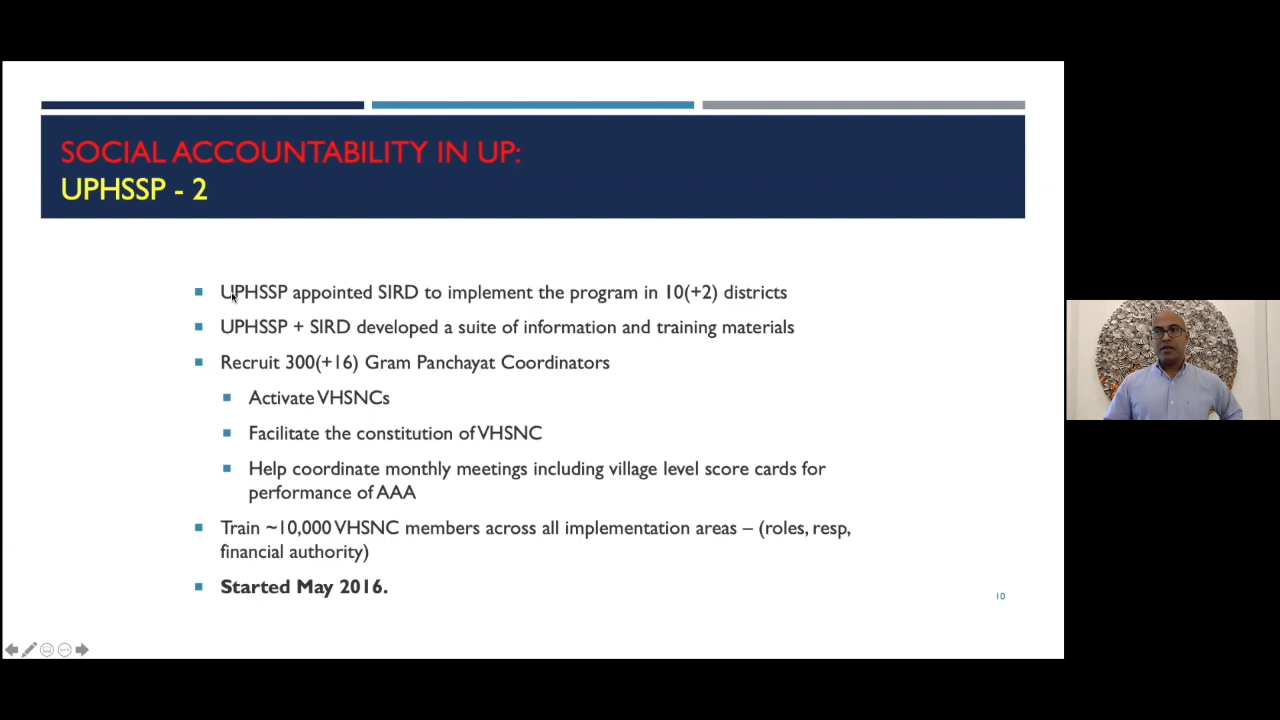 SOCIAL ACCOUNTABILITY IN UP:
UPHSSP - 2
UPHSSP appointed SIRD to implement the program in 10(+2) districts
UPHSSP + SIRD developed a suite of information and training materials
Recruit 300(+16) Gram Panchayat Coordinators
Activate VHSNCs
Facilitate the constitution of VHSNC
Help coordinate monthly meetings including village level score cards for
performance of AAA
Train ~10,000 VHSNC members across all implementation areas – (roles, resp,
financial authority)
Started May 2016.
10